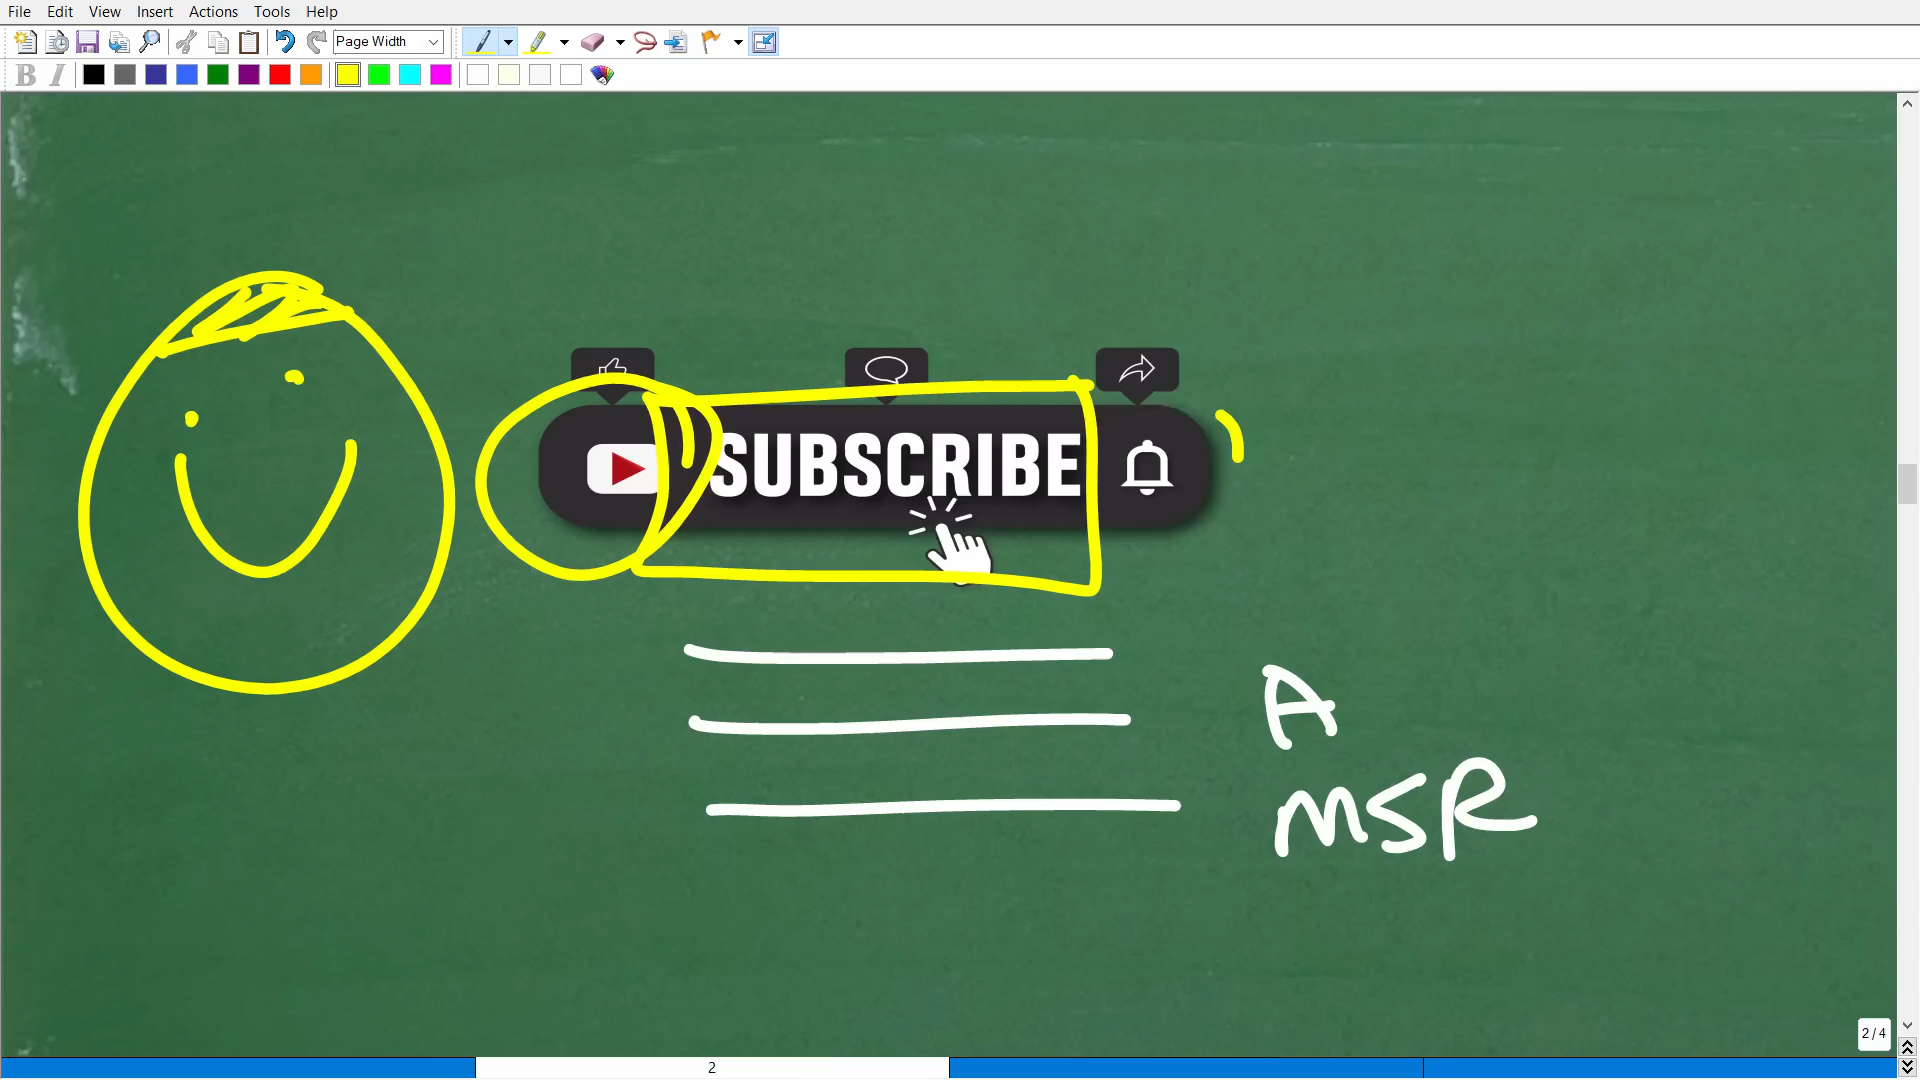 File Edit View Insert Actions Tools Help
Page Width
B I
SUBSCRIBE
A
MSR
2 / 4
2